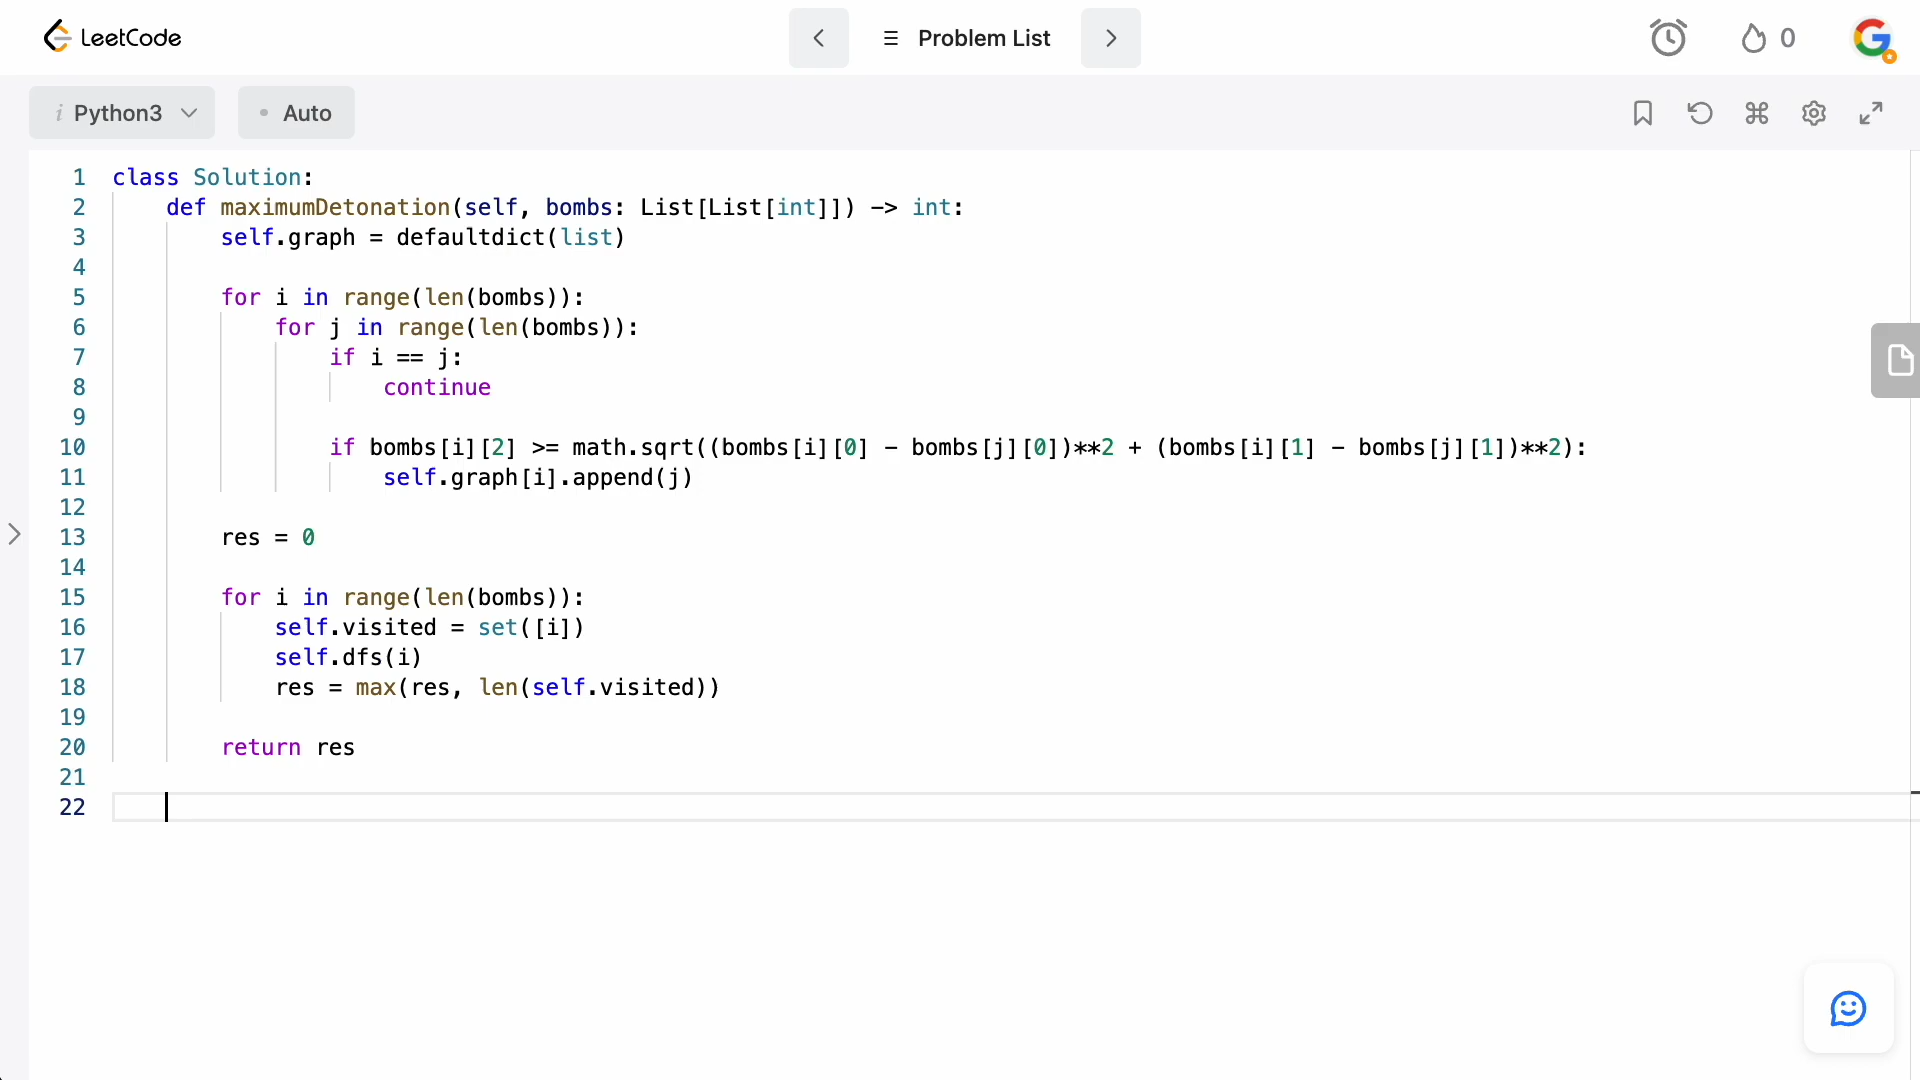 LeetCode
Problem List
0
i Python3
Auto
1 class Solution:
2     def maximumDetonation(self, bombs: List[List[int]]) -> int:
3         self.graph = defaultdict(list)
4
5         for i in range(len(bombs)):
6             for j in range(len(bombs)):
7                 if i == j:
8                     continue
9
10                 if bombs[i][2] >= math.sqrt((bombs[i][0] - bombs[j][0])**2 + (bombs[i][1] - bombs[j][1])**2):
11                     self.graph[i].append(j)
12
13         res = 0
14
15         for i in range(len(bombs)):
16             self.visited = set([i])
17             self.dfs(i)
18             res = max(res, len(self.visited))
19
20         return res
21
22